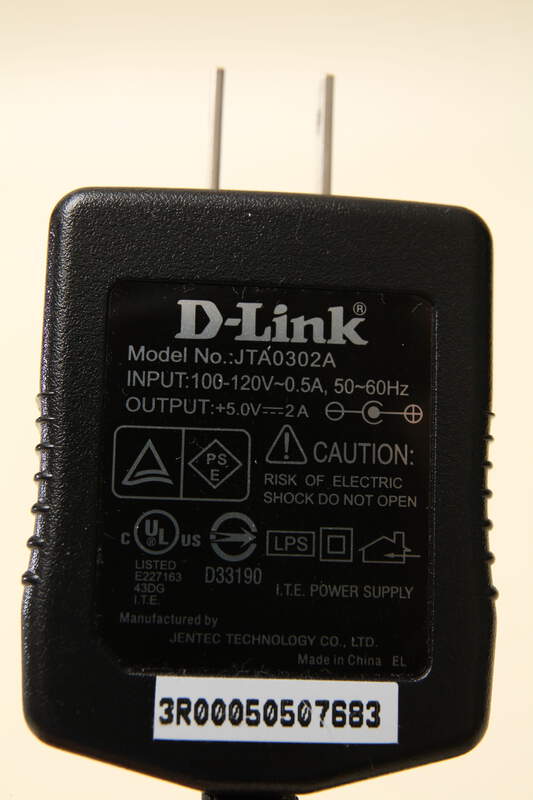 D-Link®
Model No.:JTA0302A
INPUT:100-120V~0.5A, 50~60Hz
OUTPUT:+5.0V⎓2A
PS
E
CAUTION:
RISK OF ELECTRIC
SHOCK DO NOT OPEN
C UL US
LISTED
E227163
43DG
I.T.E.
D33190
LPS
I.T.E. POWER SUPPLY
Manufactured by
JENTEC TECHNOLOGY CO., LTD.
Made in China EL
3R00050507683